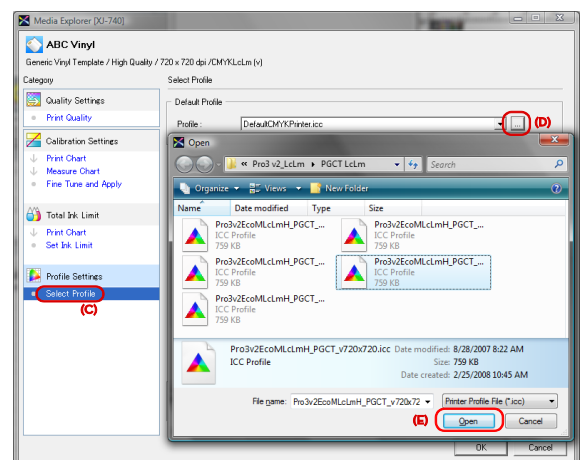 Media Explorer [XJ-740]
ABC Vinyl
Generic Vinyl Template / High Quality / 720 x 720 dpi /CMYKLcLm (v)
Category
Select Profile
Quality Settings
Print Quality
Calibration Settings
Print Chart
Measure Chart
Fine Tune and Apply
Total Ink Limit
Print Chart
Set Ink Limit
Profile Settings
Select Profile
(C)
Default Profile
Profile :
DefaultCMYKPrinter.icc
...
(D)
Open
« Pro3 v2_LcLm ▸ PGCT LcLm
Search
Organize
Views
New Folder
?
Name Date modified Type Size
Pro3v2EcoMLcLmH_PGCT_...
ICC Profile
759 KB
Pro3v2EcoMLcLmH_PGCT_...
ICC Profile
759 KB
Pro3v2EcoMLcLmH_PGCT_...
ICC Profile
759 KB
Pro3v2EcoMLcLmH_PGCT_...
ICC Profile
759 KB
Pro3v2EcoMLcLmH_PGCT_...
ICC Profile
759 KB
Pro3v2EcoMLcLmH_PGCT_v720x720.icc Date modified: 8/28/2007 8:22 AM
ICC Profile Size: 759 KB
Date created: 2/25/2008 10:45 AM
File name: Pro3v2EcoMLcLmH_PGCT_v720x72
Printer Profile File (*.icc)
(E)
Open
Cancel
OK
Cancel